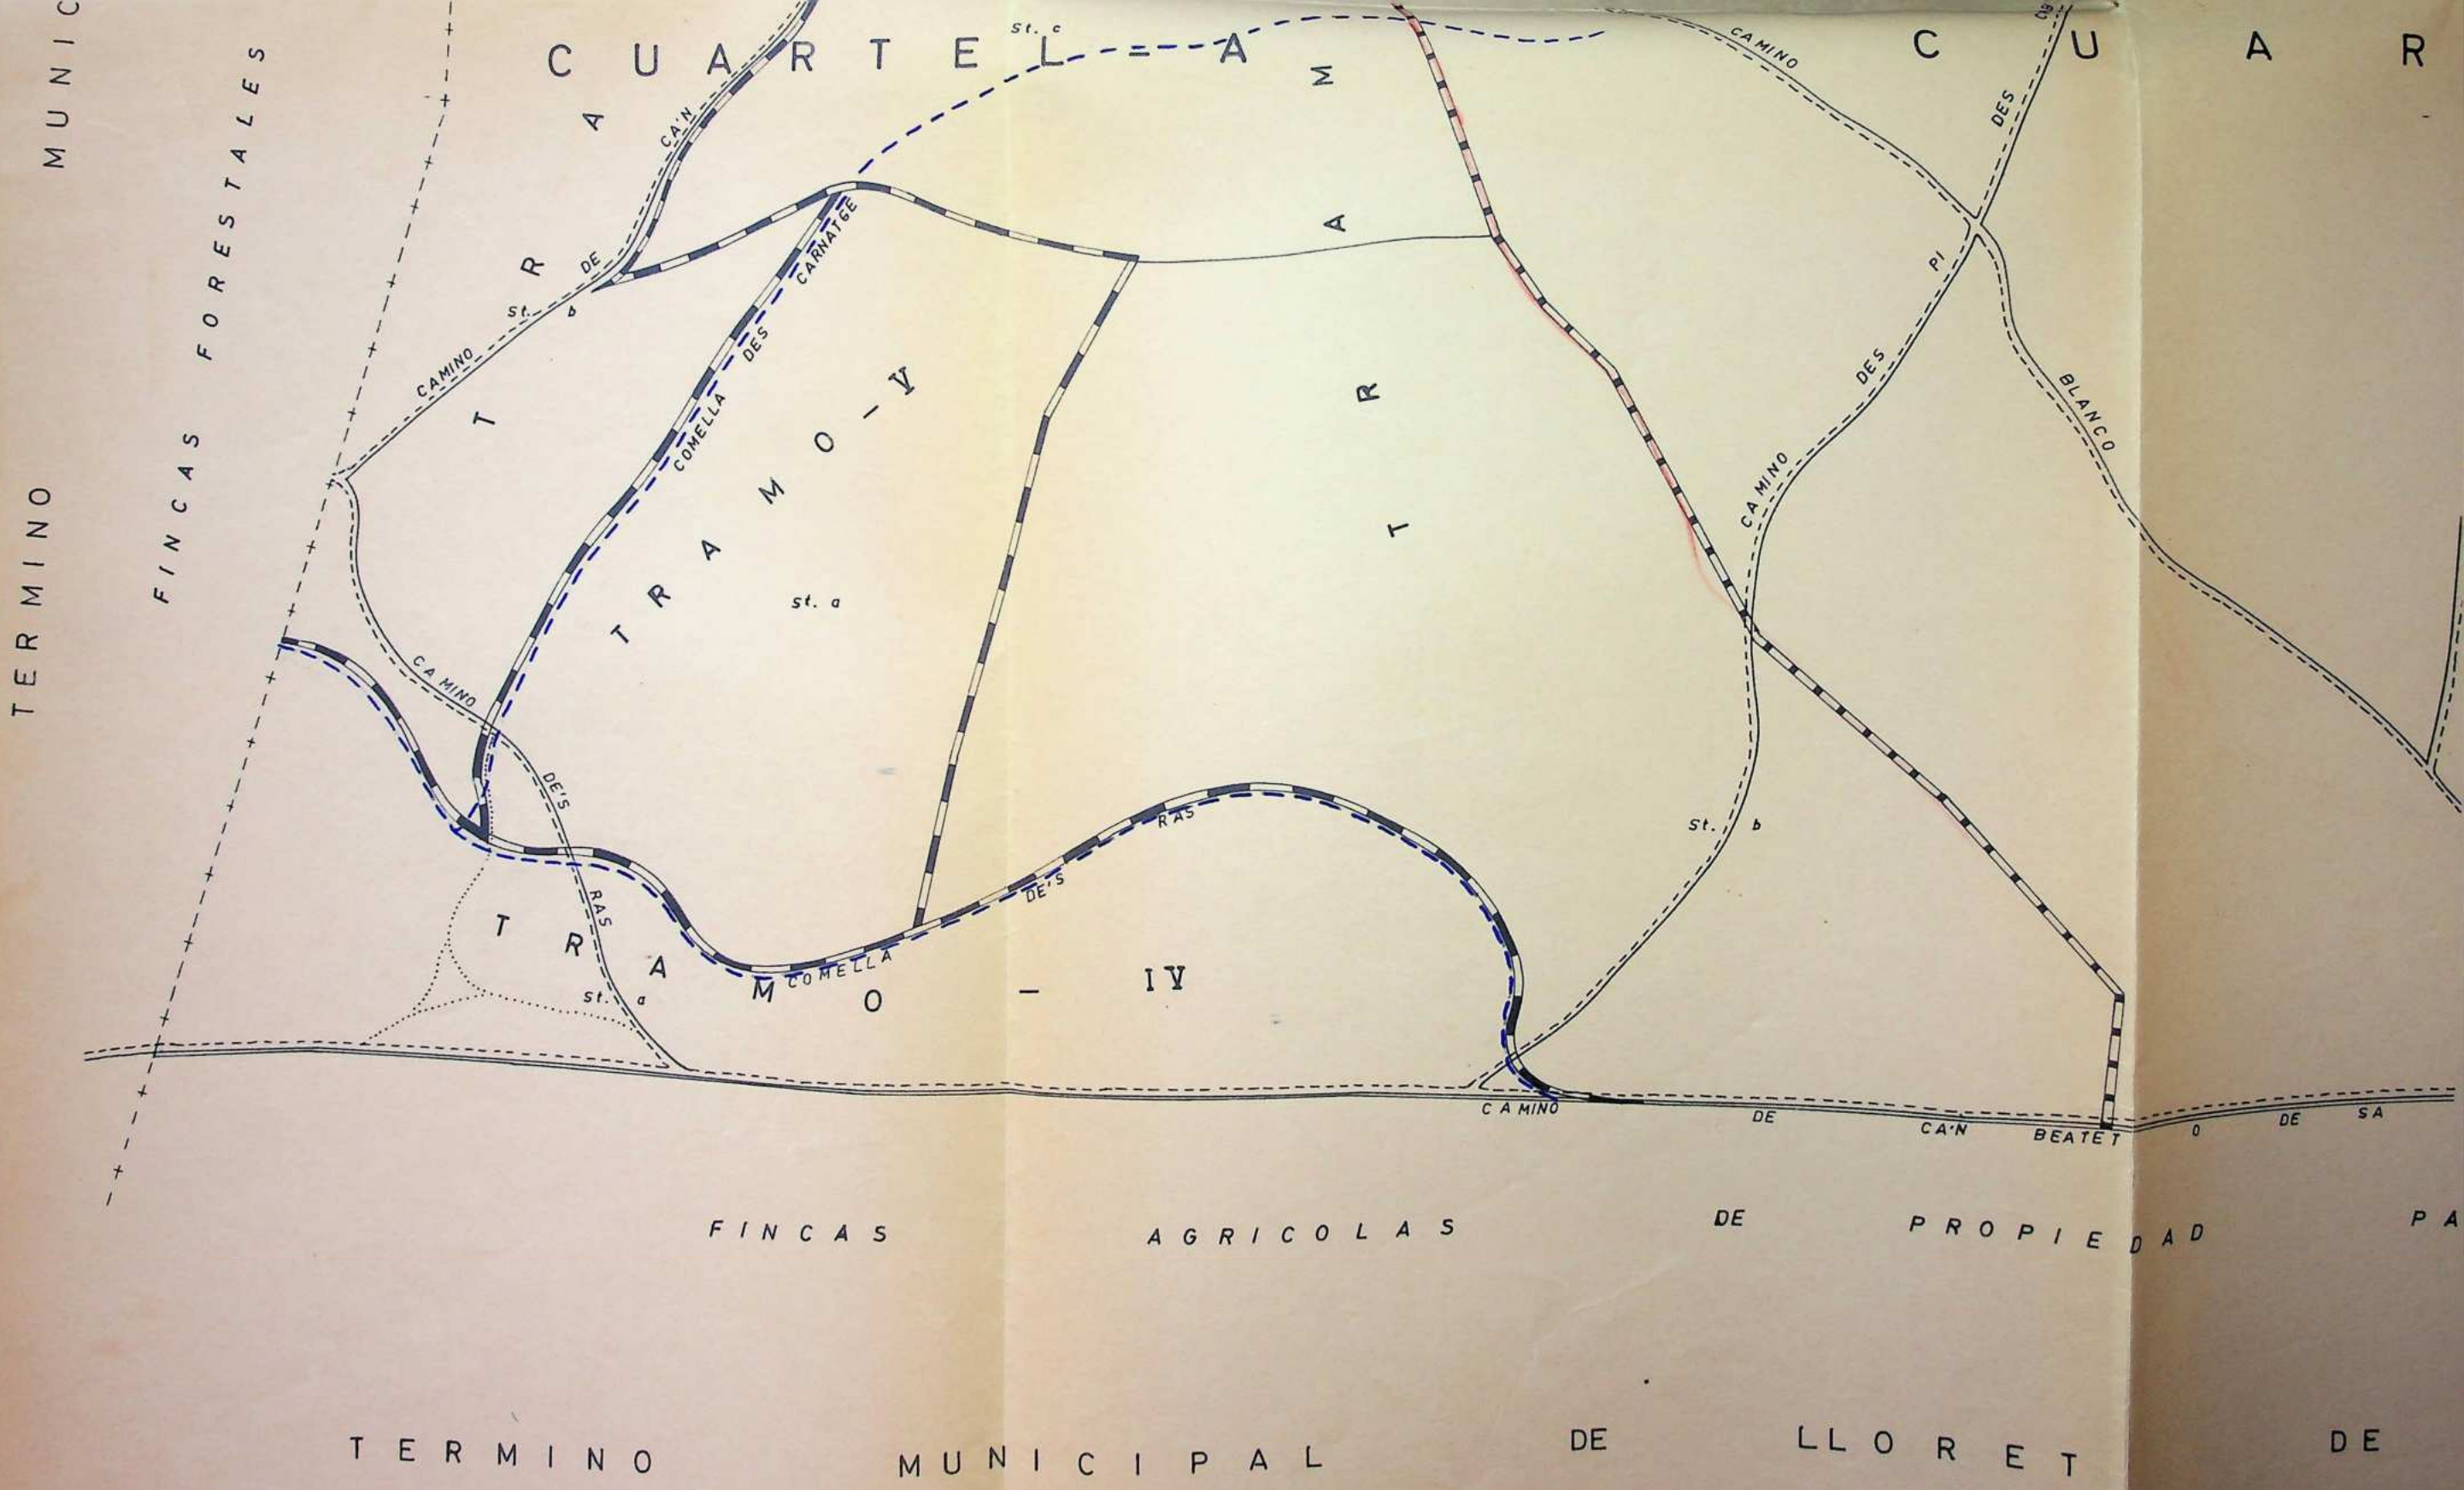 MUNIC
TERMINO
FINCAS FORESTALES
CUARTEL = A
CUAR
St. c
CAMINO DE CA'N
TRA
St. b
COMELLA DES CARNATGE
TRAMO - V
St. a
MART
CAMINO BLANCO
CAMINO DES PI DES
CAMINO DE'S RAS
COMELLA DE'S RAS
TRAMO - IV
St. a
St. b
CAMINO DE CA'N BEATET O DE SA
FINCAS AGRICOLAS DE PROPIEDAD PA
TERMINO MUNICIPAL DE LLORET DE